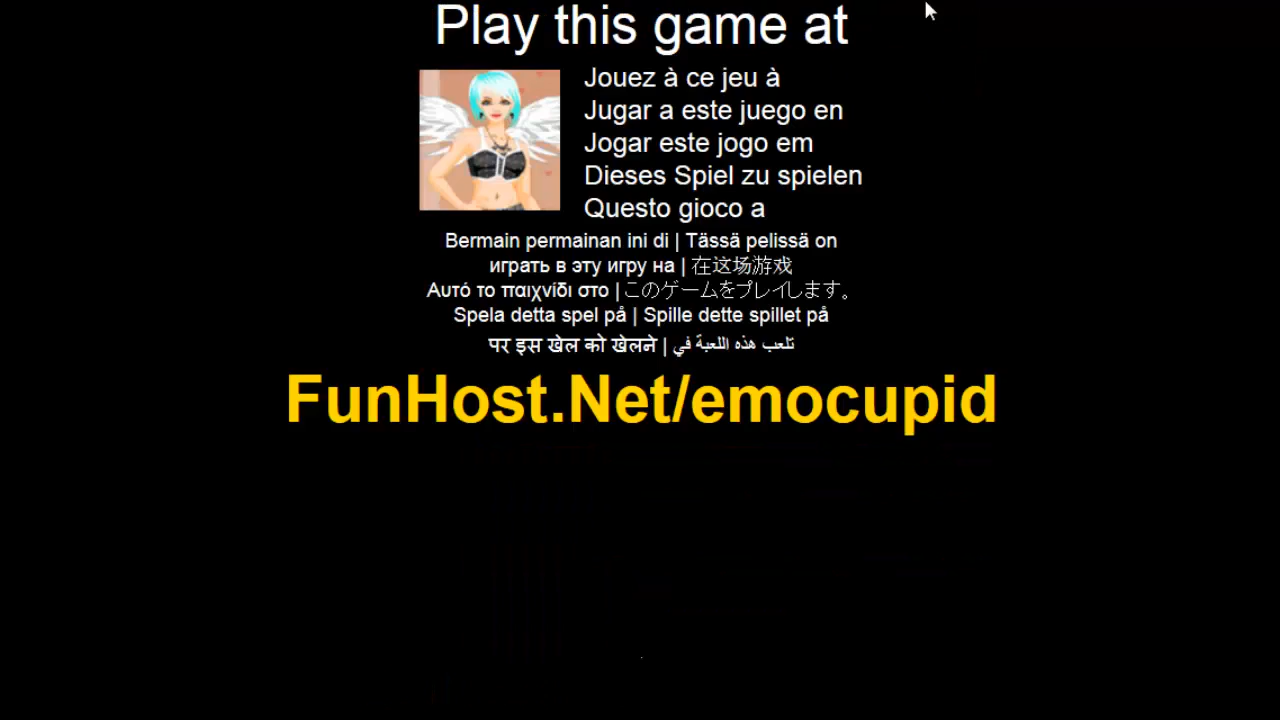 Play this game at
Jouez à ce jeu à
Jugar a este juego en
Jogar este jogo em
Dieses Spiel zu spielen
Questo gioco a
Bermain permainan ini di | Tässä pelissä on
играть в эту игру на | 在这场游戏
Αυτό το παιχνίδι στο | このゲームをプレイします。
Spela detta spel på | Spille dette spillet på
पर इस खेल को खेलने | تلعب هذه اللعبة في
FunHost.Net/emocupid